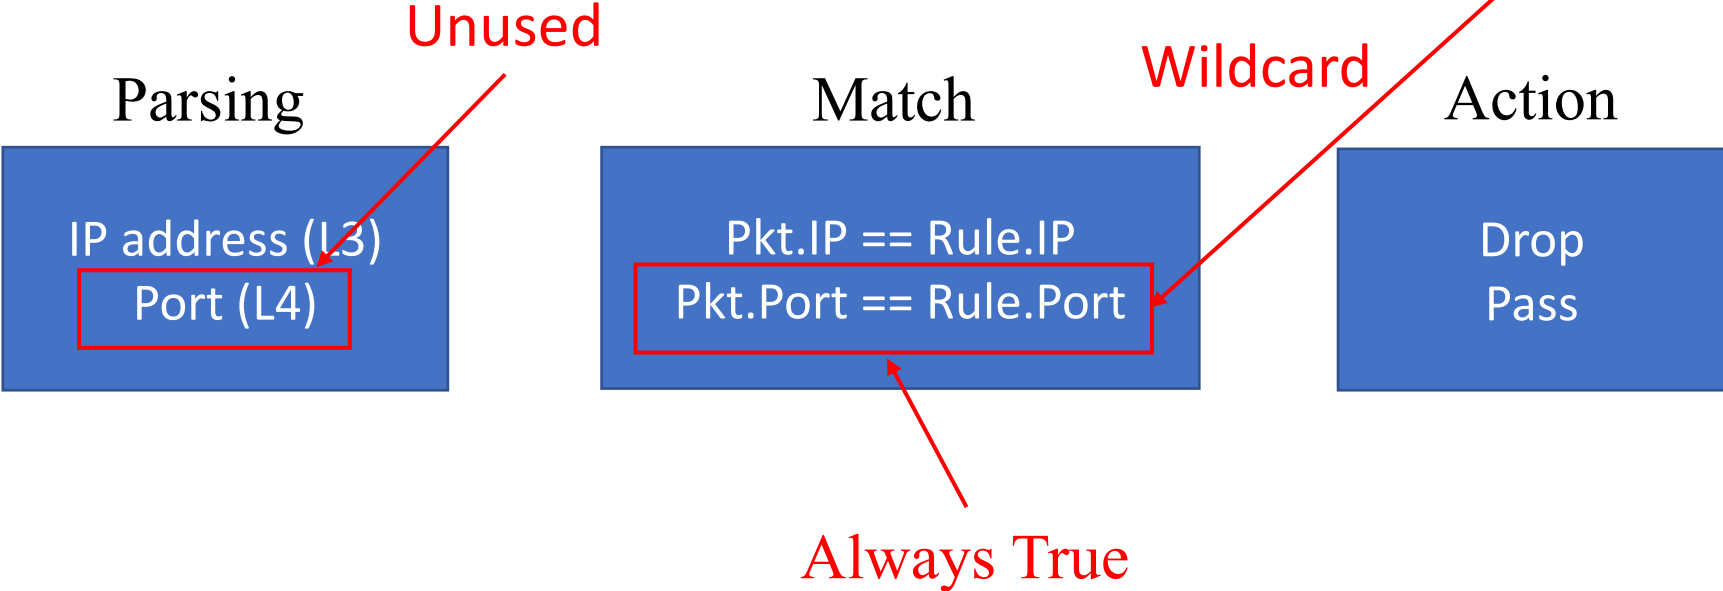 Unused
Wildcard
Parsing
Match
Action
IP address (L3)
Port (L4)
Pkt.IP == Rule.IP
Pkt.Port == Rule.Port
Drop
Pass
Always True